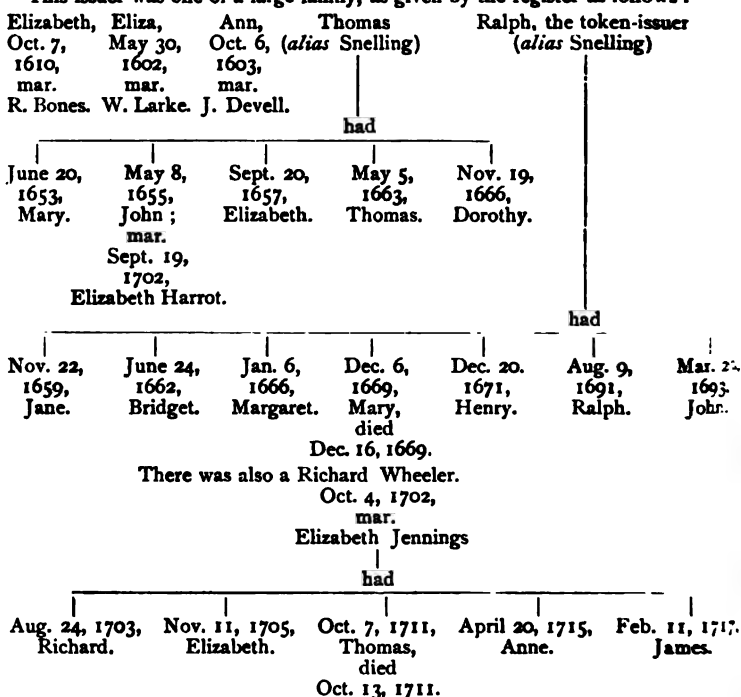 This issuer was one of a large family, as given by the register as follows :
Elizabeth, Eliza, Ann, Thomas Ralph, the token-issuer
Oct. 7, May 30, Oct. 6, (alias Snelling) (alias Snelling)
1610, 1602, 1603,
mar. mar. mar.
R. Bones. W. Larke. J. Devell.
had
June 20, May 8, Sept. 20, May 5, Nov. 19,
1653, 1655, 1657, 1663, 1666,
Mary. John ; Elizabeth. Thomas. Dorothy.
mar.
Sept. 19,
1702,
Elizabeth Harrot.
had
Nov. 22, June 24, Jan. 6, Dec. 6, Dec. 20. Aug. 9, Mar.
1659, 1662, 1666, 1669, 1671, 1691, 1693.
Jane. Bridget. Margaret. Mary, Henry. Ralph. John.
died
Dec. 16, 1669.
There was also a Richard Wheeler.
Oct. 4, 1702,
mar.
Elizabeth Jennings
had
Aug. 24, 1703, Nov. 11, 1705, Oct. 7, 1711, April 20, 1715, Feb. 11, 1717.
Richard. Elizabeth. Thomas, Anne. James.
died
Oct. 13, 1711.